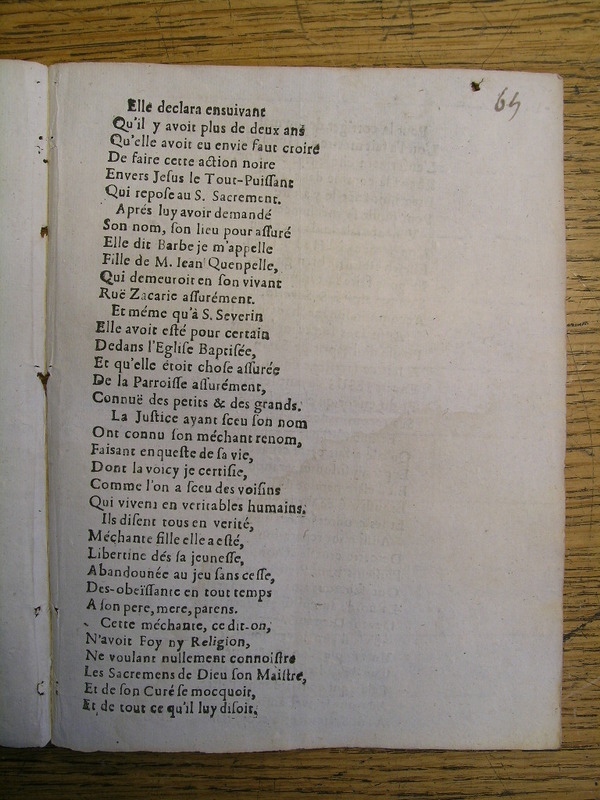 65
Elle declara ensuivant
Qu'il y avoit plus de deux ans
Qu'elle avoit eu envie faut croire
De faire cette action noire
Envers Jesus le Tout-Puissant
Qui repose au S. Sacrement.
Aprés luy avoir demandé
Son nom, son lieu pour assuré
Elle dit Barbe je m'appelle
Fille de M. Iean Quenpelle,
Qui demeuroit en son vivant
Ruë Zacarie assurément.
Et méme qu'à S. Severin
Elle avoit esté pour certain
Dedans l'Eglise Baptisée,
Et qu'elle étoit chose assurée
De la Parroisse assurément,
Connuë des petits & des grands.
La Justice ayant sceu son nom
Ont connu son méchant renom,
Faisant enqueste de sa vie,
Dont la voicy je certifie,
Comme l'on a sceu des voisins
Qui vivent en veritables humains.
Ils disent tous en verité,
Méchante fille elle a esté,
Libertine dés sa jeunesse,
Abandounée au jeu sans cesse,
Des-obeïssante en tout temps
A son pere, mere, parens.
Cette méchante, ce dit-on,
N'avoit Foy ny Religion,
Ne voulant nullement connoistre
Les Sacremens de Dieu son Maistre,
Et de son Curé se mocquoit,
Et de tout ce qu'il luy disoit.